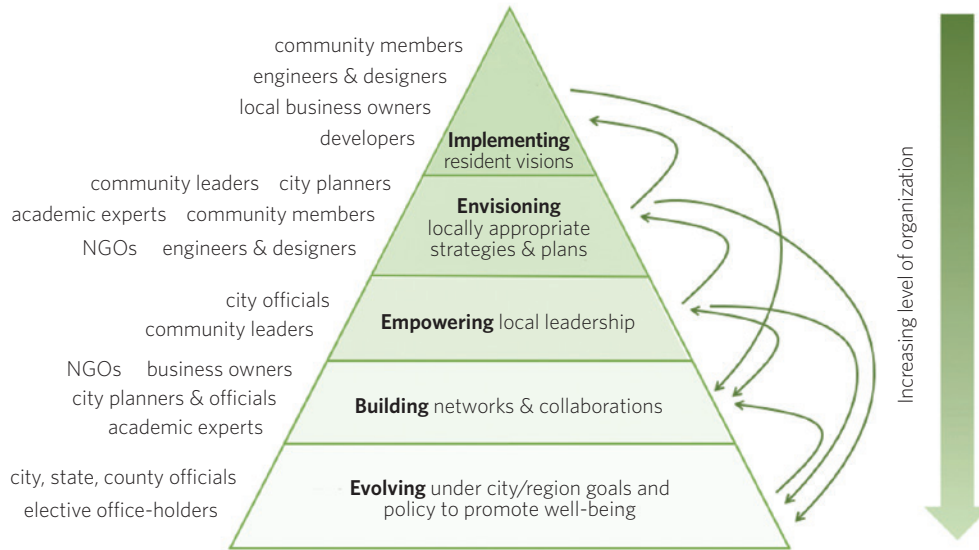 community members
engineers & designers
local business owners
developers
Implementing
resident visions
community leaders city planners
academic experts community members
NGOs engineers & designers
Envisioning
locally appropriate
strategies & plans
city officials
community leaders
Empowering local leadership
NGOs business owners
city planners & officials
academic experts
Building networks & collaborations
city, state, county officials
elective office-holders
Evolving under city/region goals and
policy to promote well-being
Increasing level of organization